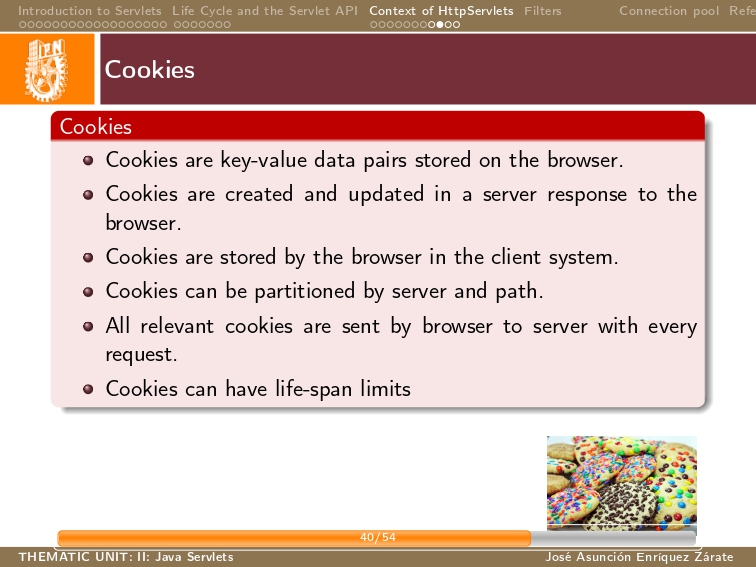 Introduction to Servlets Life Cycle and the Servlet API Context of HttpServlets Filters Connection pool Refe
IPN
Cookies
Cookies
Cookies are key-value data pairs stored on the browser.
Cookies are created and updated in a server response to the
browser.
Cookies are stored by the browser in the client system.
Cookies can be partitioned by server and path.
All relevant cookies are sent by browser to server with every
request.
Cookies can have life-span limits
40/54
THEMATIC UNIT: II: Java Servlets José Asunción Enríquez Zárate